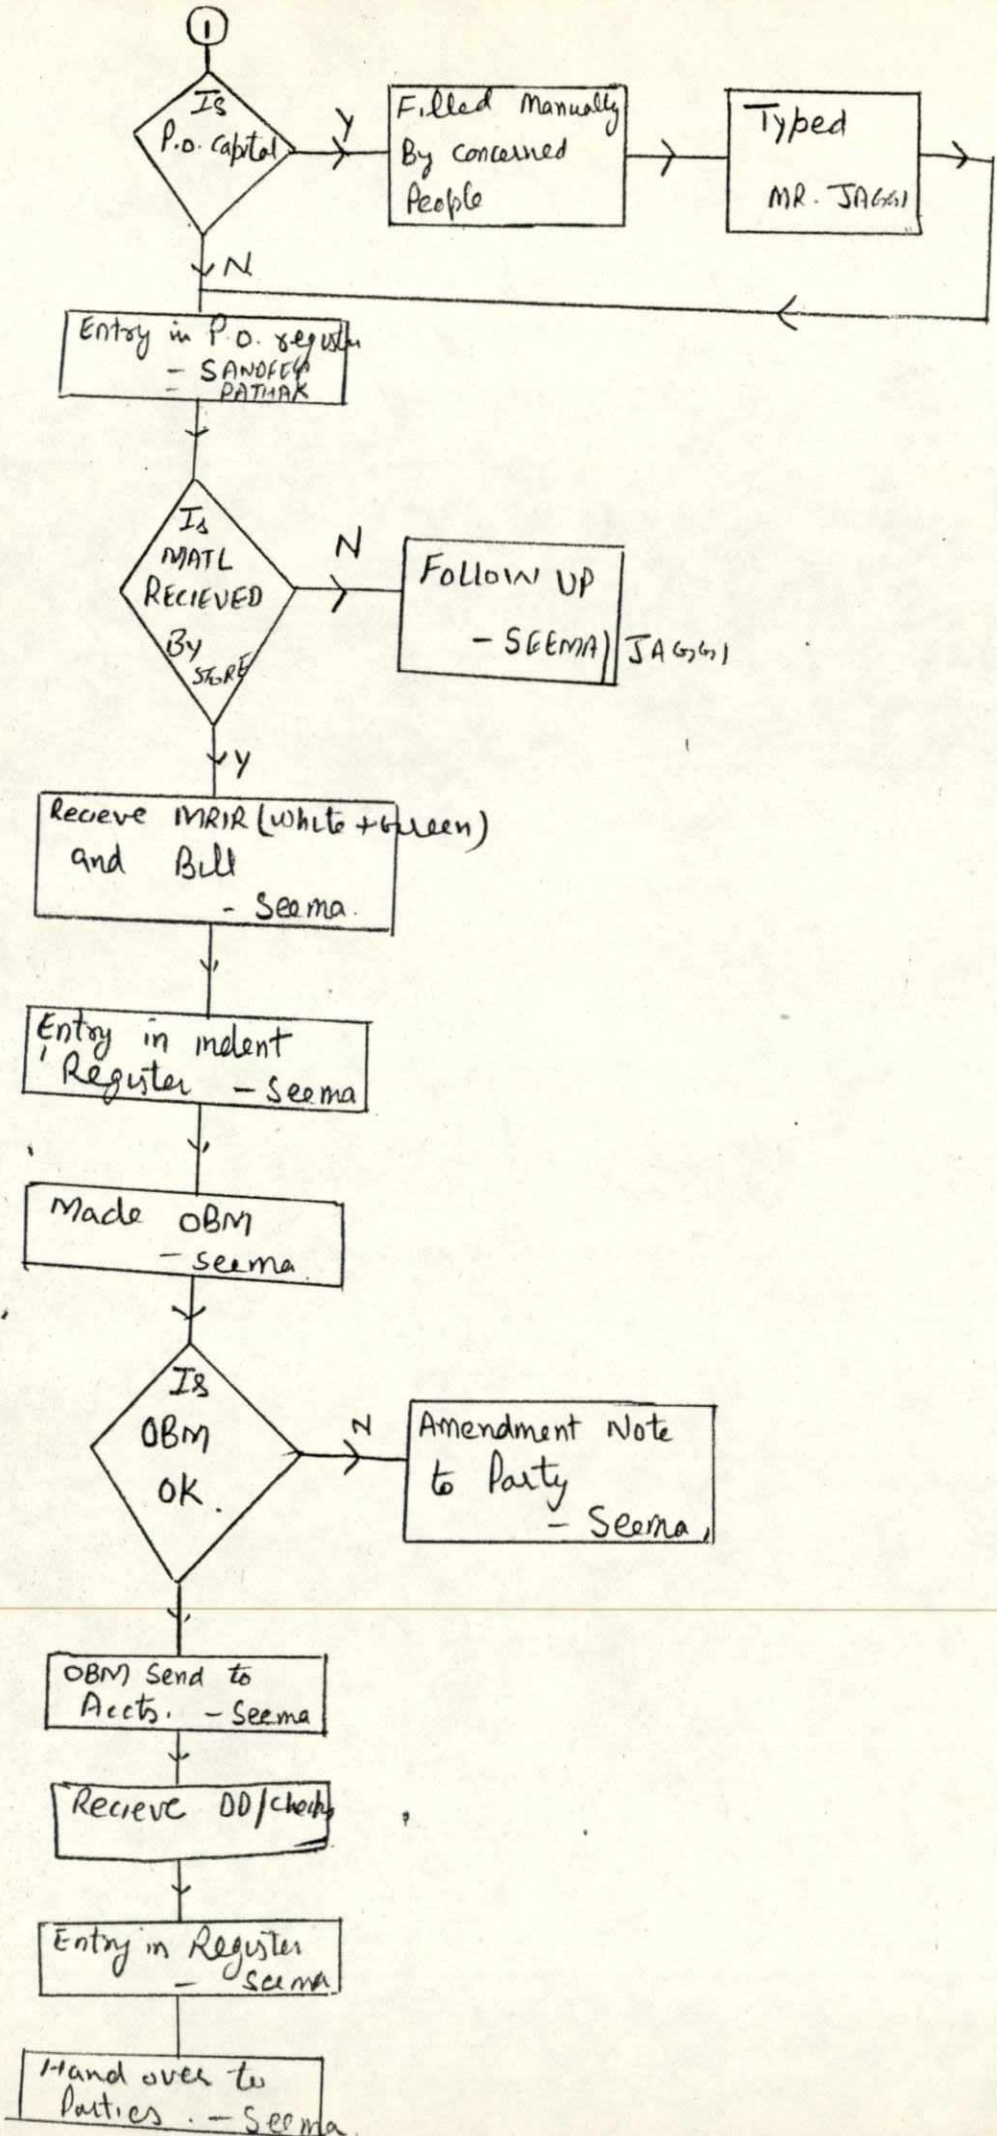 1
Is
P.O. capital
Y
Filled Manually
By concerned
People
Typed
MR. JAGGI
N
Entry in P.O. register
- SANDEEP
- PATHAK
Is
MATL
RECIEVED
By
STORE
N
FOLLOW UP
- SEEMA) JAGGI
Y
Recieve MRIR (White + Green)
and Bill
- Seema.
Entry in indent
Register - Seema
Made OBM
- seema
Is
OBM
OK.
N
Amendment Note
to Party
- Seema
OBM Send to
Accts. - Seema
Recieve DD/Checks
Entry in Register
- seema
Hand over to
Parties. - Seema.